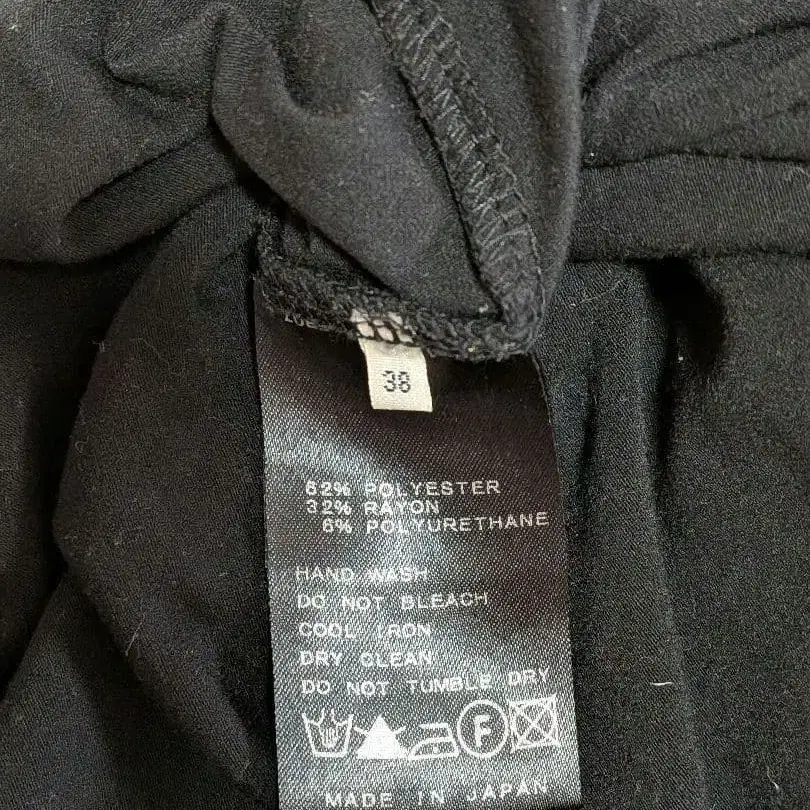 38
62% POLYESTER
32% RAYON
6% POLYURETHANE
HAND WASH
DO NOT BLEACH
COOL IRON
DRY CLEAN
DO NOT TUMBLE DRY
F
MADE IN JAPAN